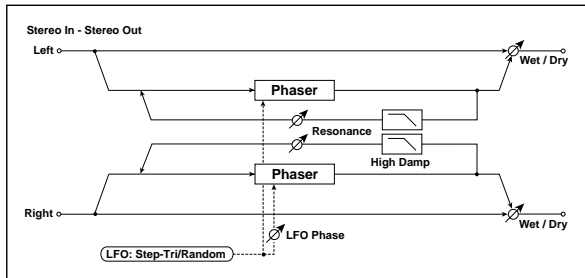 Stereo In - Stereo Out
Left
Wet / Dry
Phaser
Resonance
High Damp
Phaser
Right
Wet / Dry
LFO Phase
LFO: Step-Tri/Random